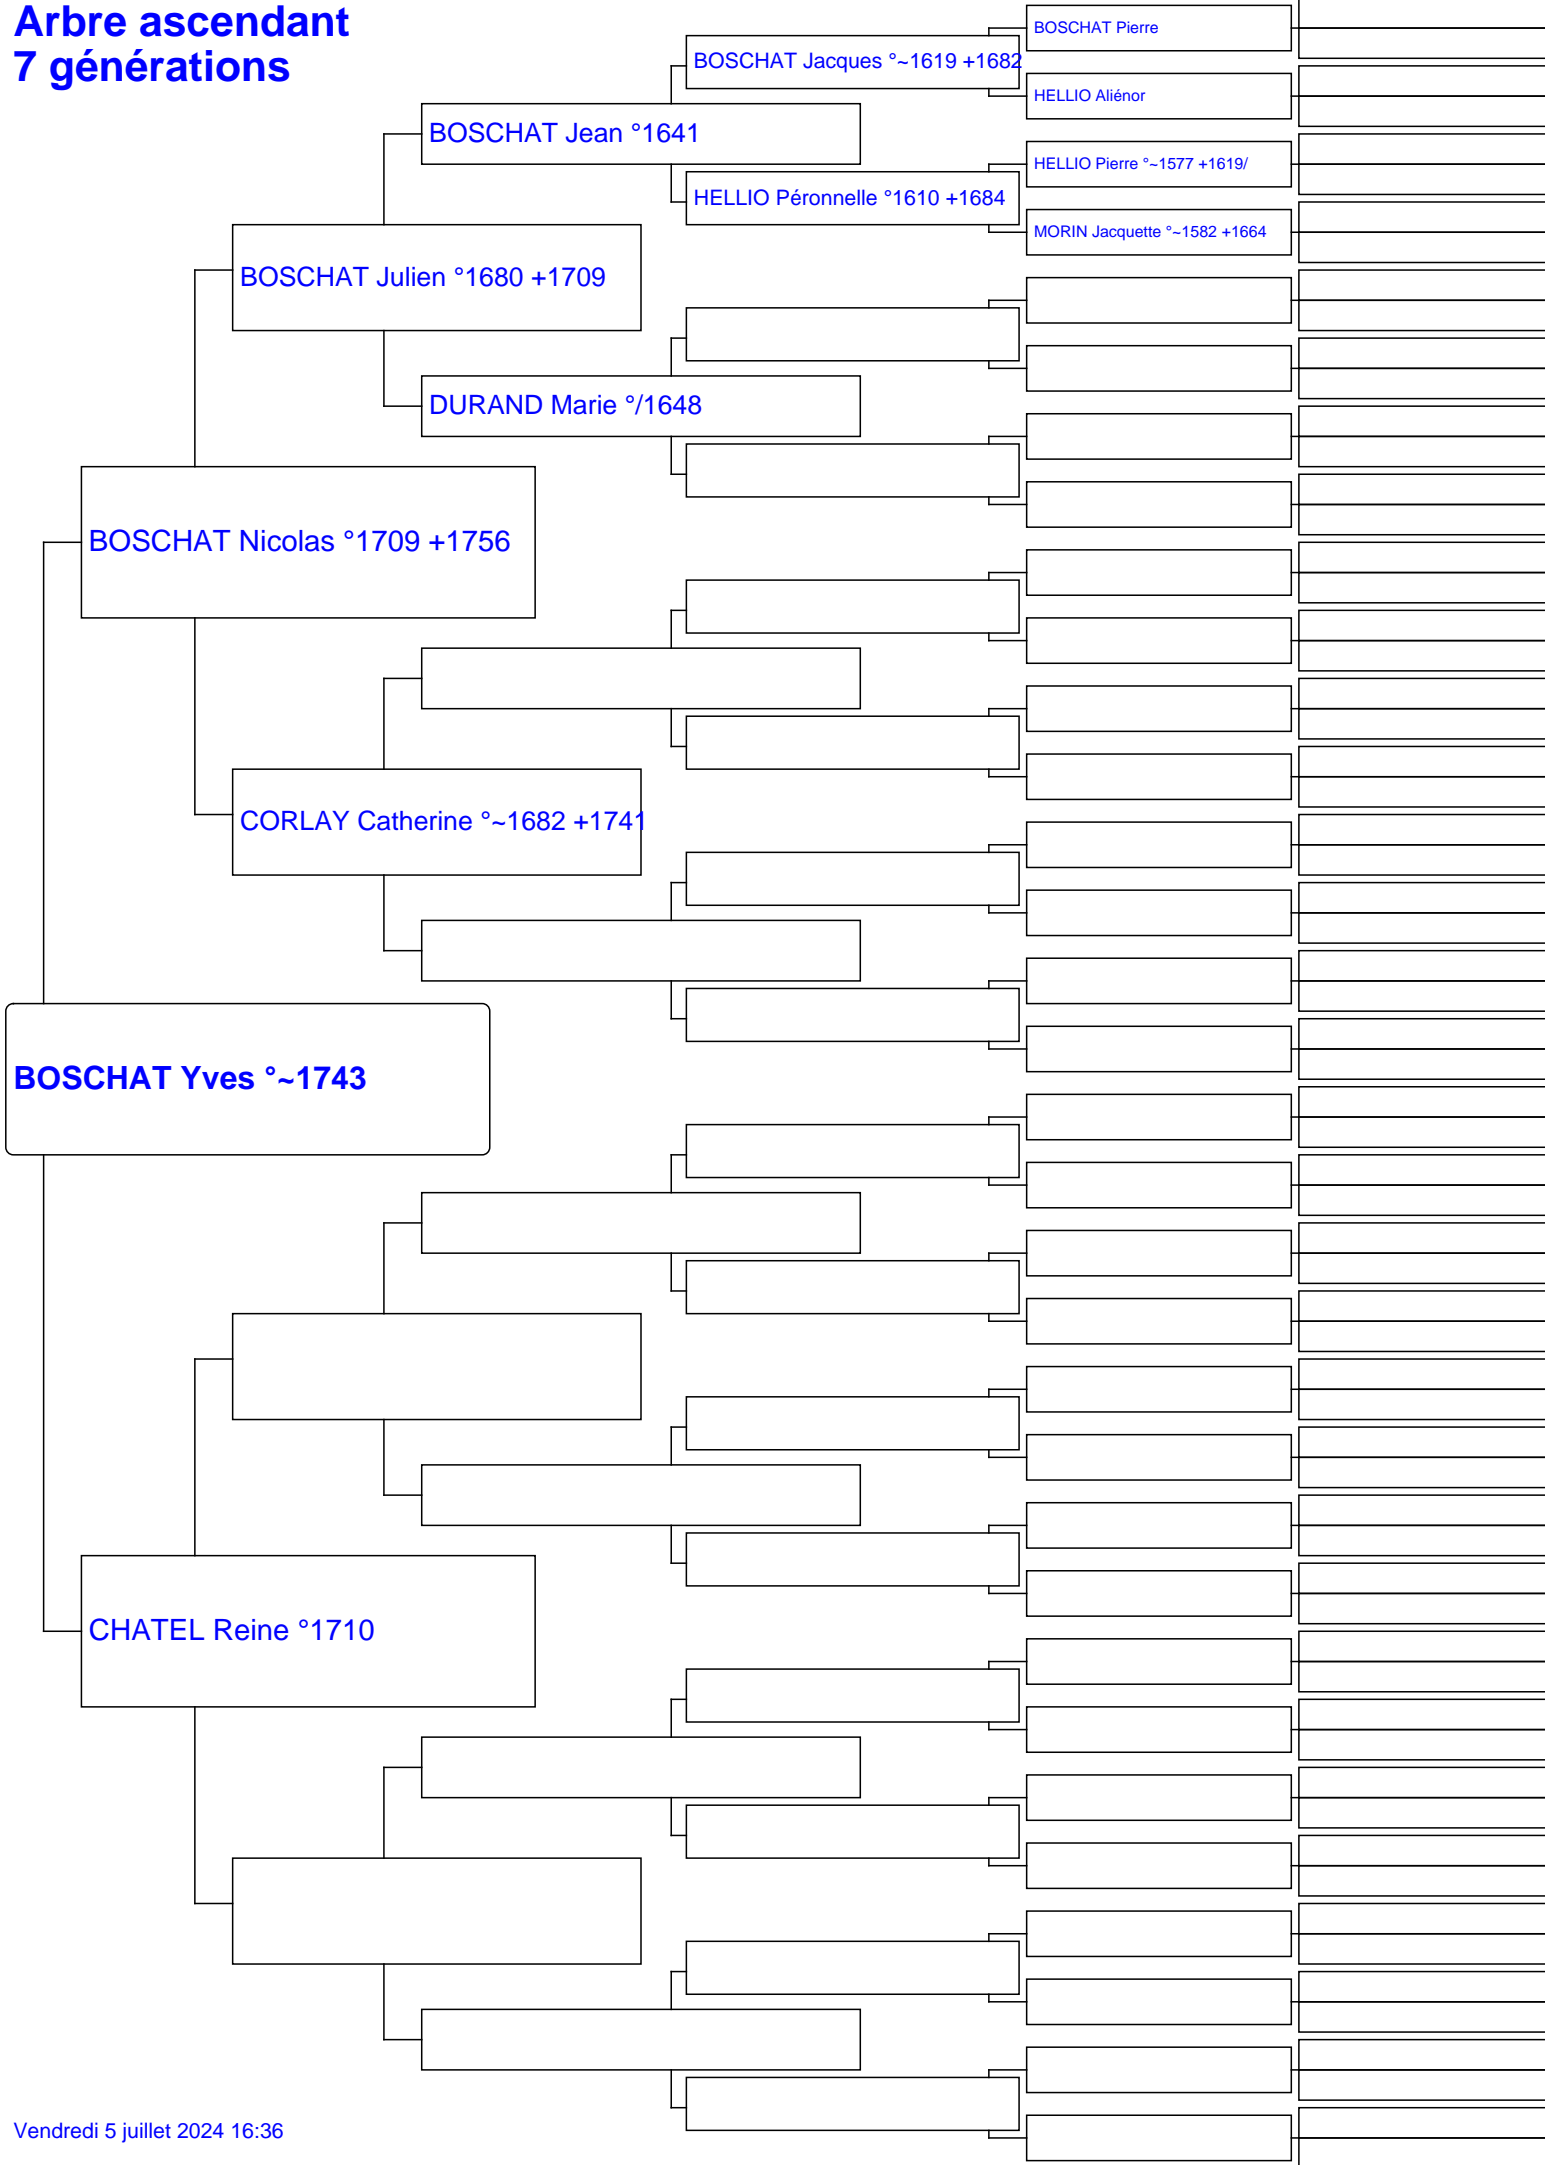 Arbre ascendant
7 générations
BOSCHAT Pierre
BOSCHAT Jacques °~1619 +1682
HELLIO Aliénor
BOSCHAT Jean °1641
HELLIO Pierre °~1577 +1619/
HELLIO Péronnelle °1610 +1684
MORIN Jacquette °~1582 +1664
BOSCHAT Julien °1680 +1709
DURAND Marie °/1648
BOSCHAT Nicolas °1709 +1756
CORLAY Catherine °~1682 +1741
BOSCHAT Yves °~1743
CHATEL Reine °1710
Vendredi 5 juillet 2024 16:36